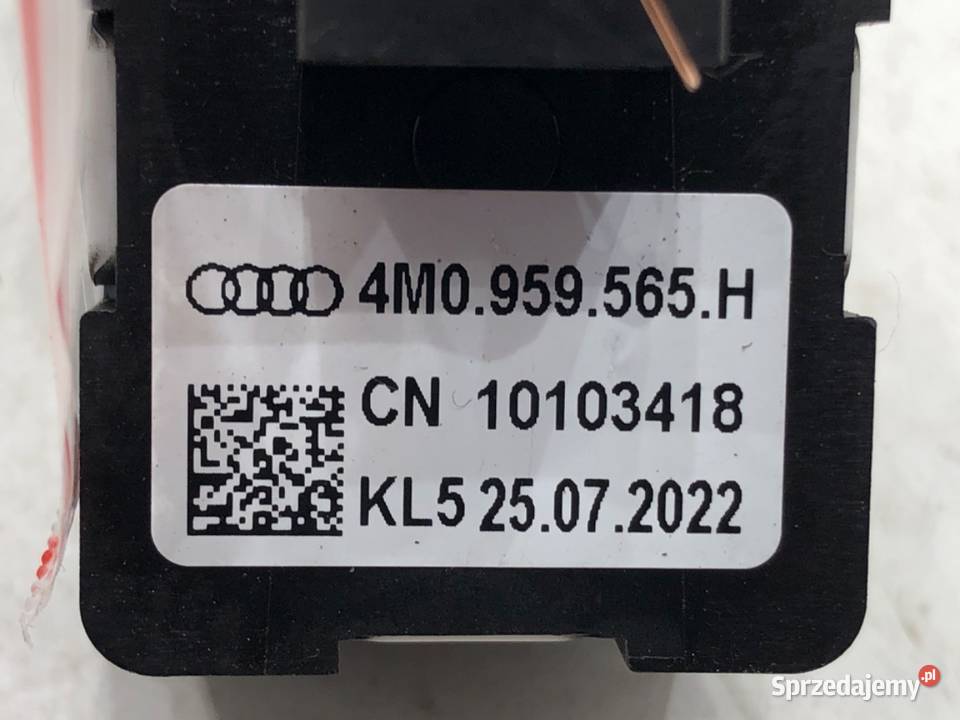 4M0.959.565.H
CN 10103418
KL5 25.07.2022
Sprzedajemy.pl